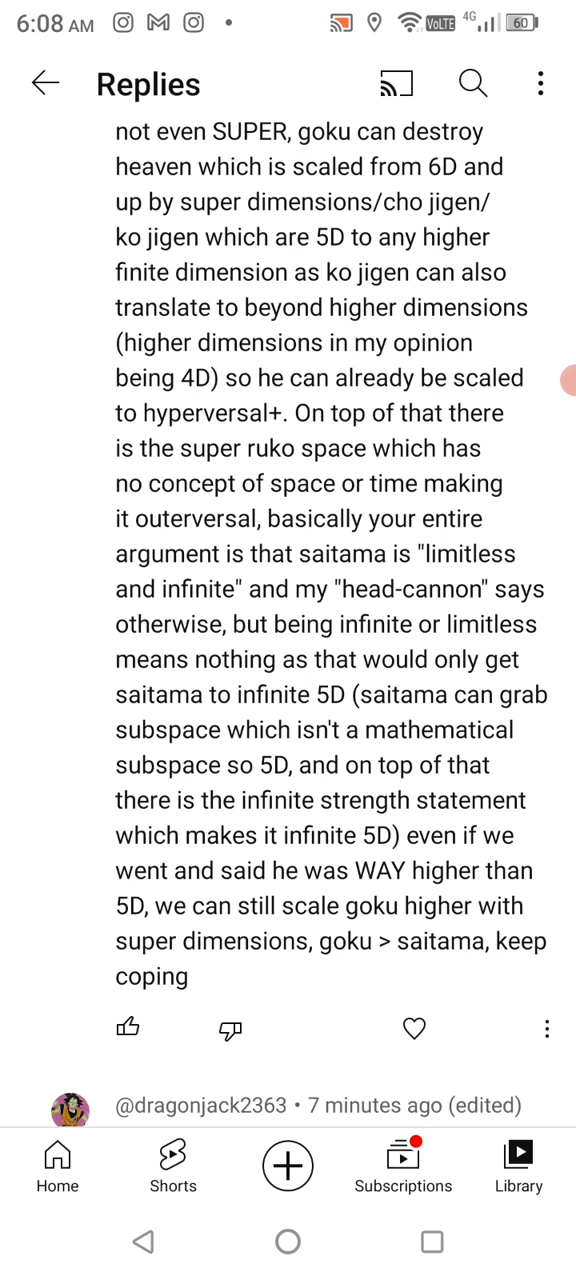 6:08 AM
VoLTE 4G 60
Replies
not even SUPER, goku can destroy
heaven which is scaled from 6D and
up by super dimensions/cho jigen/
ko jigen which are 5D to any higher
finite dimension as ko jigen can also
translate to beyond higher dimensions
(higher dimensions in my opinion
being 4D) so he can already be scaled
to hyperversal+. On top of that there
is the super ruko space which has
no concept of space or time making
it outerversal, basically your entire
argument is that saitama is "limitless
and infinite" and my "head-cannon" says
otherwise, but being infinite or limitless
means nothing as that would only get
saitama to infinite 5D (saitama can grab
subspace which isn't a mathematical
subspace so 5D, and on top of that
there is the infinite strength statement
which makes it infinite 5D) even if we
went and said he was WAY higher than
5D, we can still scale goku higher with
super dimensions, goku > saitama, keep
coping
@dragonjack2363 • 7 minutes ago (edited)
Home Shorts Subscriptions Library